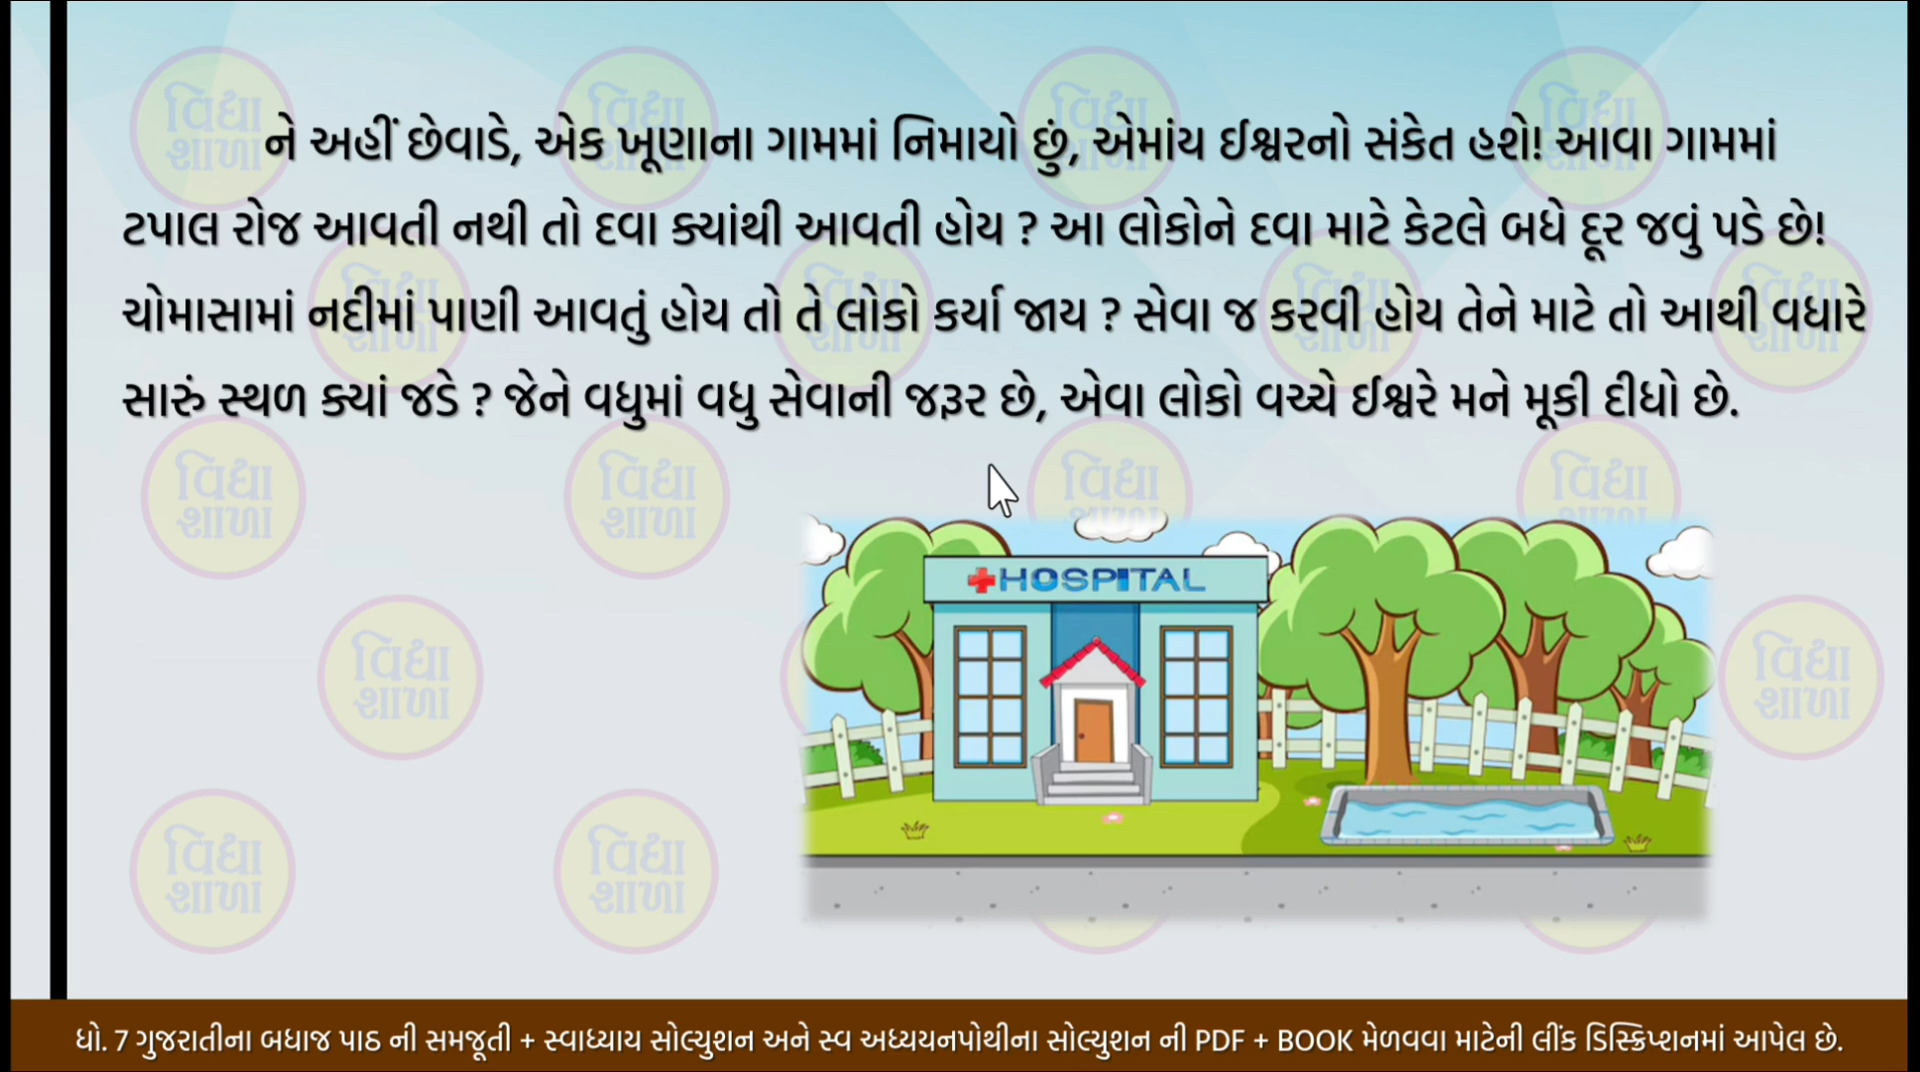 ને અહીં છેવાડે, એક ખૂણાના ગામમાં નિમાયો છું, એમાંય ઈશ્વરનો સંકેત હશે! આવા ગામમાં
ટપાલ રોજ આવતી નથી તો દવા ક્યાંથી આવતી હોય ? આ લોકોને દવા માટે કેટલે બધે દૂર જવું પડે છે!
ચોમાસામાં નદીમાં પાણી આવતું હોય તો તે લોકો કર્યા જાય ? સેવા જ કરવી હોય તેને માટે તો આથી વધારે
સારું સ્થળ ક્યાં જડે ? જેને વધુમાં વધુ સેવાની જરૂર છે, એવા લોકો વચ્ચે ઈશ્વરે મને મૂકી દીધો છે.
HOSPITAL
ધો. 7 ગુજરાતીના બધાજ પાઠ ની સમજૂતી + સ્વાધ્યાય સોલ્યુશન અને સ્વ અધ્યયનપોથીના સોલ્યુશન ની PDF + BOOK મેળવવા માટેની લીંક ડિસ્ક્રિપ્શનમાં આપેલ છે.
વિદ્યા
શાળા